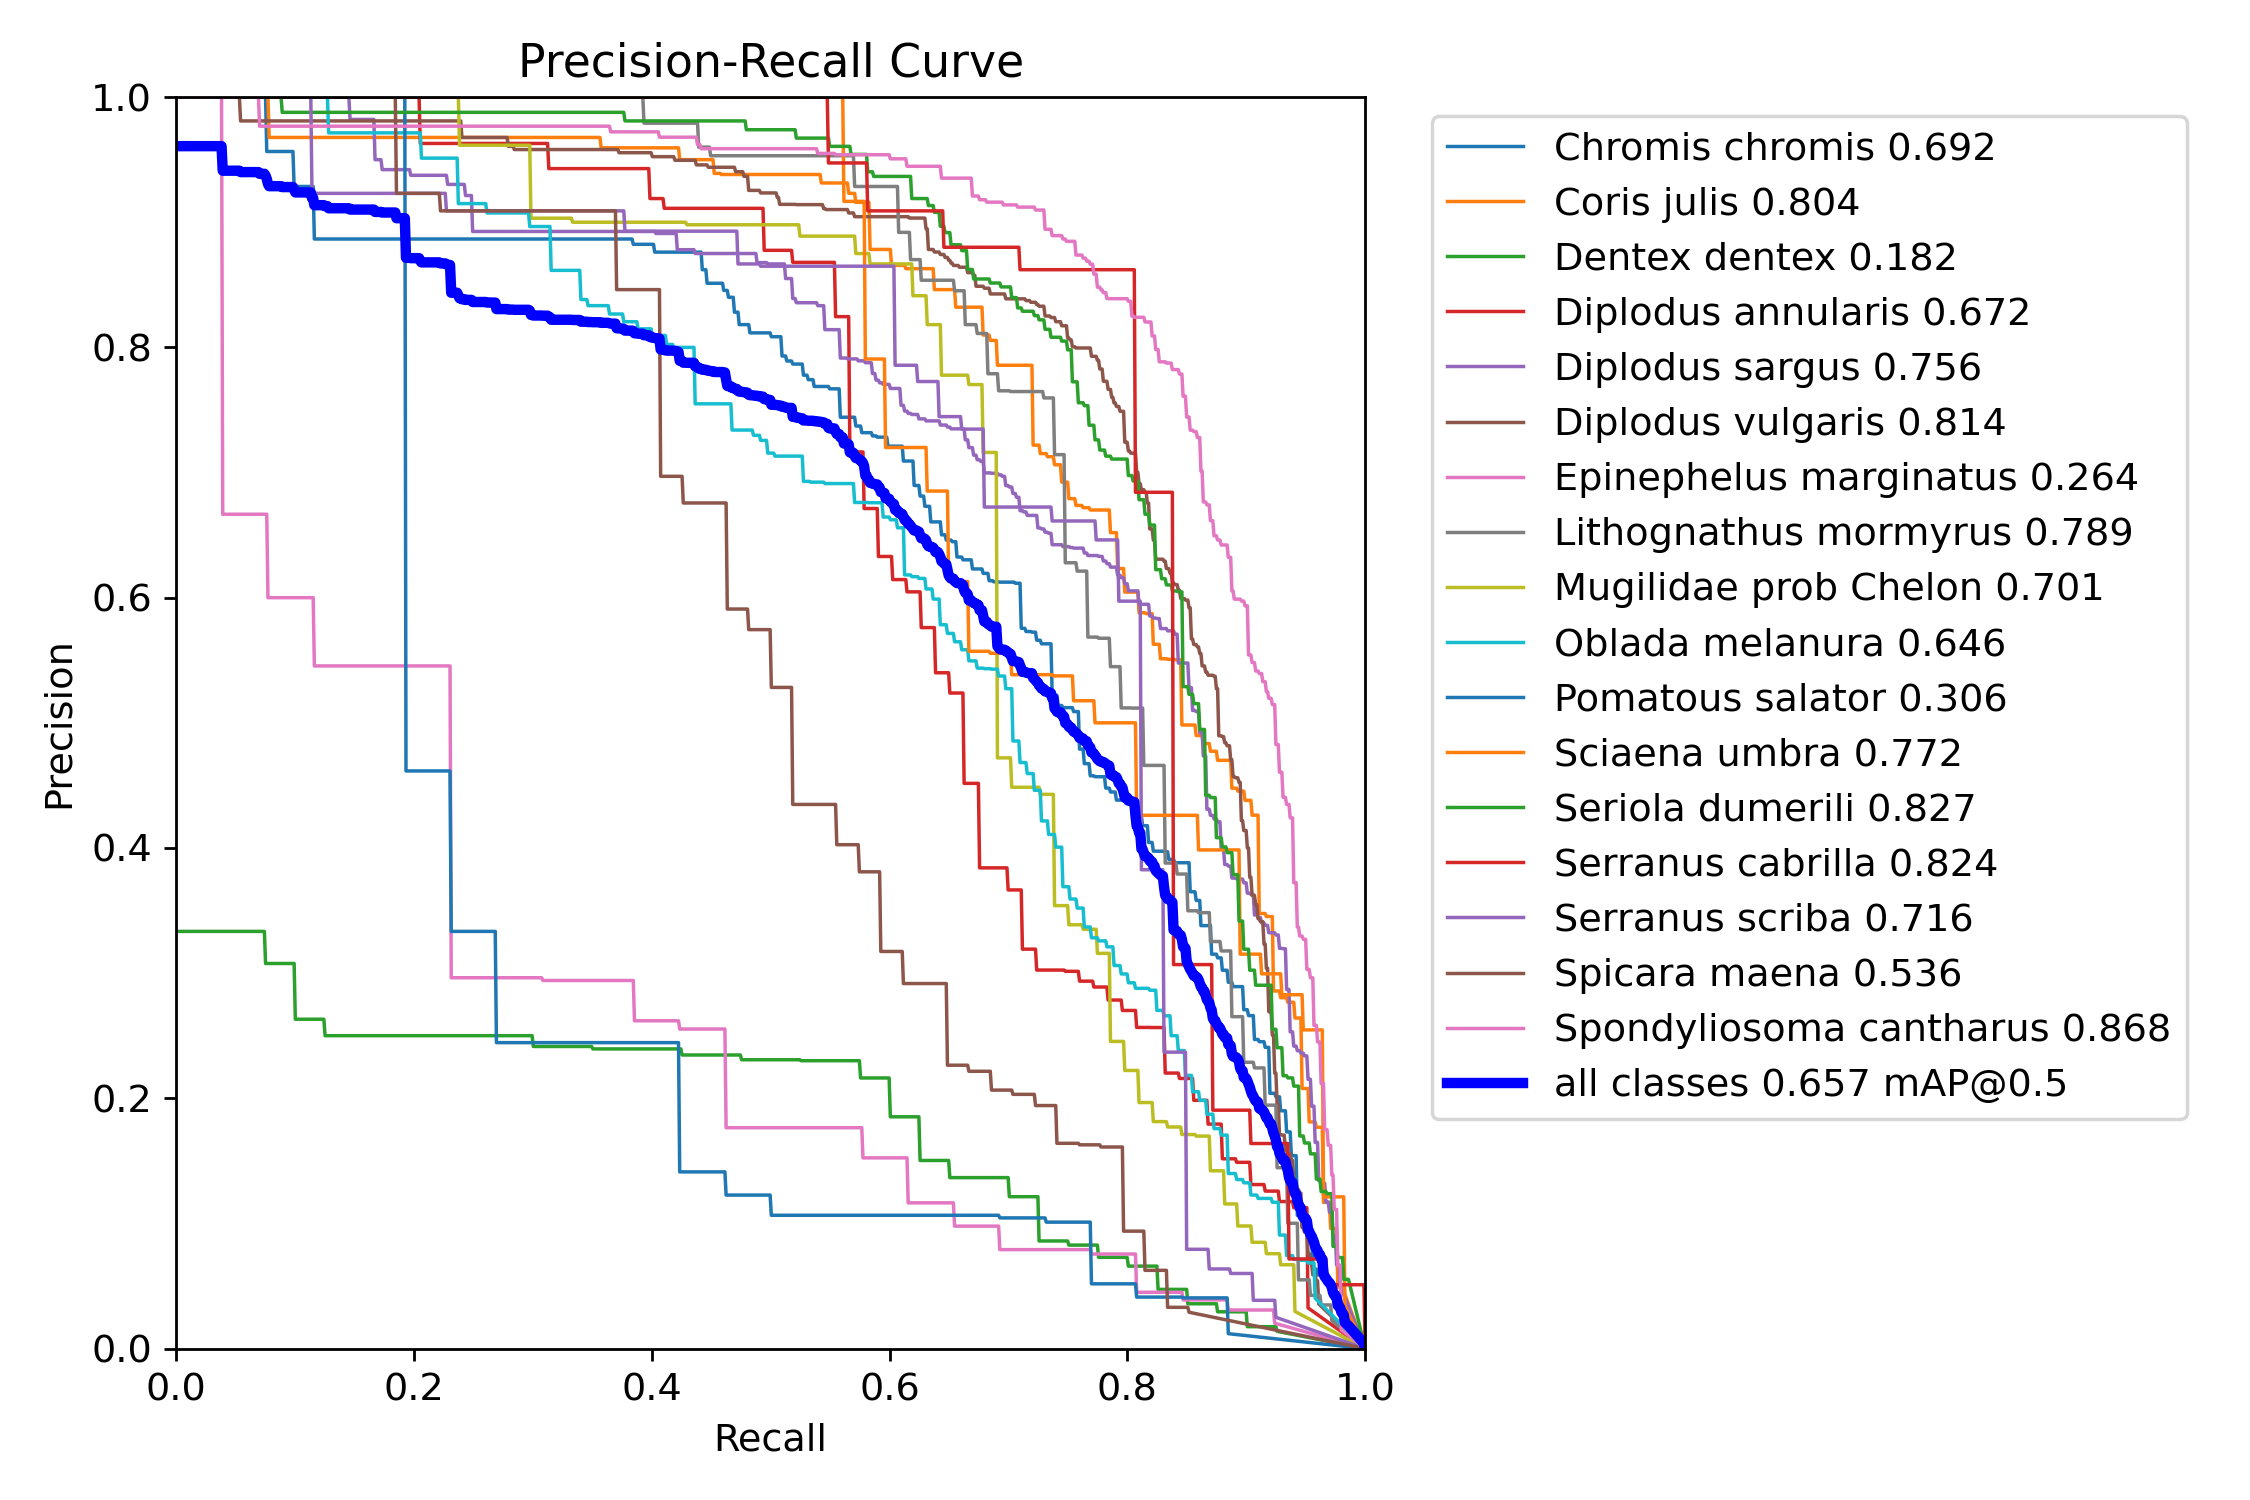 Precision-Recall Curve
1.0
0.8
0.6
0.4
0.2
0.0
Precision
0.0 0.2 0.4 0.6 0.8 1.0
Recall
Chromis chromis 0.692
Coris julis 0.804
Dentex dentex 0.182
Diplodus annularis 0.672
Diplodus sargus 0.756
Diplodus vulgaris 0.814
Epinephelus marginatus 0.264
Lithognathus mormyrus 0.789
Mugilidae prob Chelon 0.701
Oblada melanura 0.646
Pomatous salator 0.306
Sciaena umbra 0.772
Seriola dumerili 0.827
Serranus cabrilla 0.824
Serranus scriba 0.716
Spicara maena 0.536
Spondyliosoma cantharus 0.868
all classes 0.657 mAP@0.5